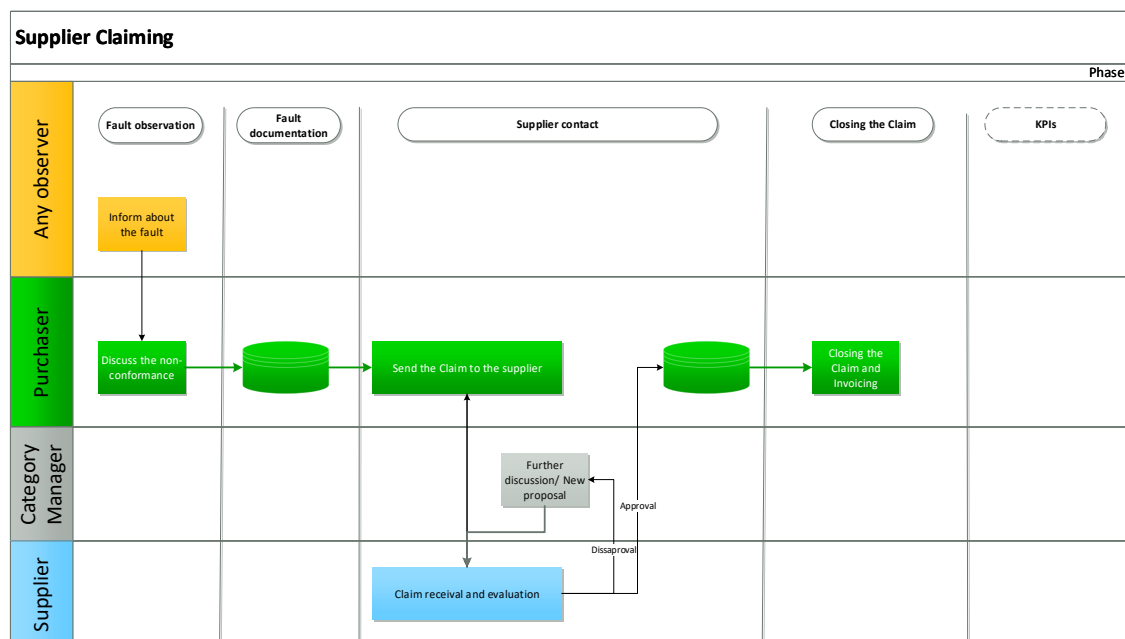 Supplier Claiming
Phase
Any observer
Fault observation
Fault
documentation
Supplier contact
Closing the Claim
KPIs
Inform about
the fault
Purchaser
Discuss the non-
conformance
Send the Claim to the supplier
Closing the
Claim and
Invoicing
Category
Manager
Further
discussion/ New
proposal
Approval
Dissaproval
Supplier
Claim receival and evaluation